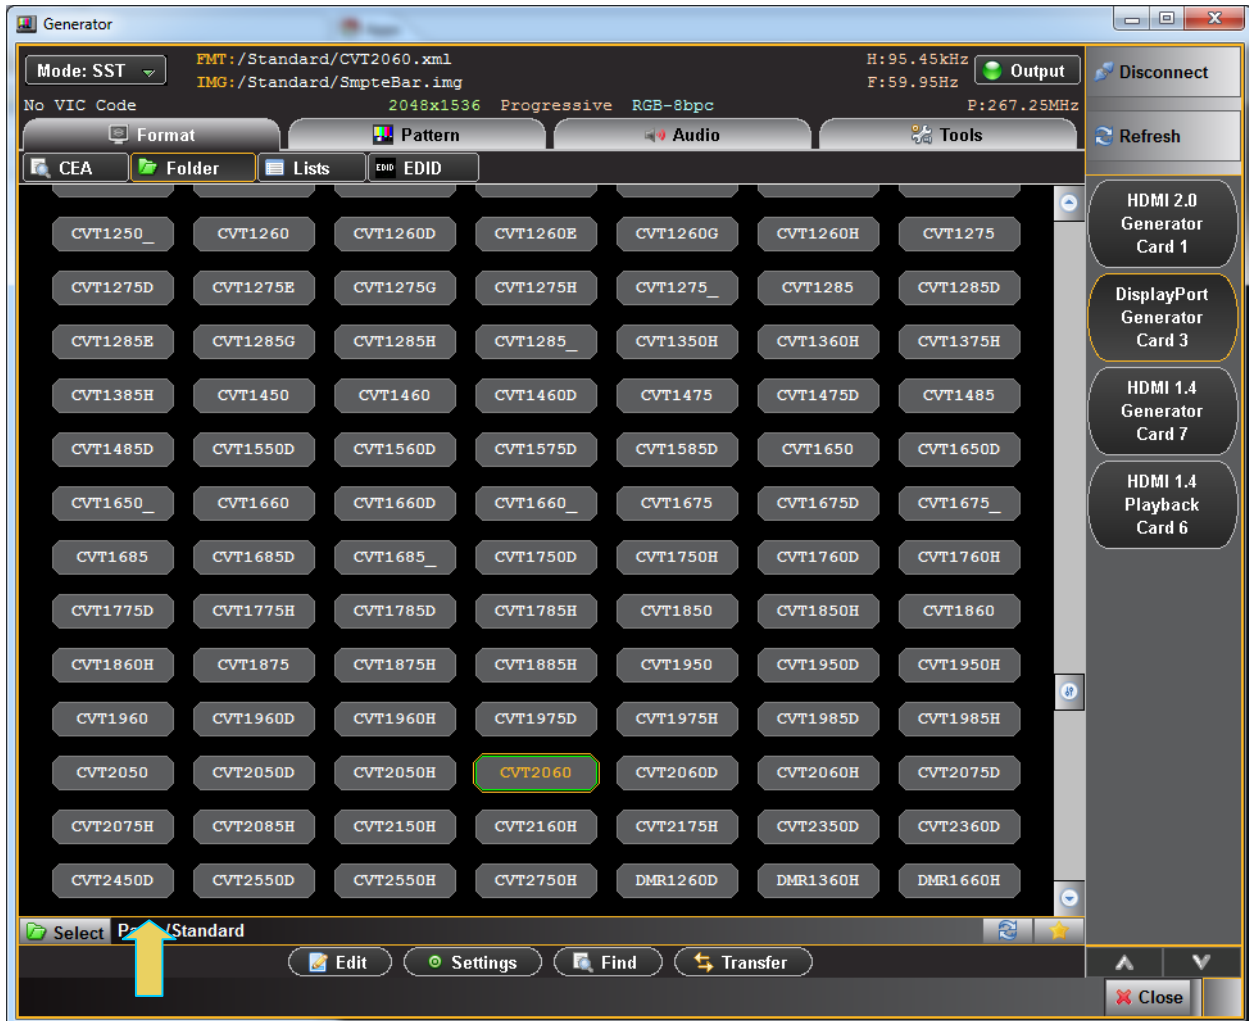 Generator
Mode: SST
FMT:/Standard/CVT2060.xml
H:95.45kHz
IMG:/Standard/SmpteBar.img
F:59.95Hz
Output
Disconnect
No VIC Code
2048x1536 Progressive RGB-8bpc
P:267.25MHz
Format Pattern Audio Tools
Refresh
CEA Folder Lists EDID EDID
CVT1250_ CVT1260 CVT1260D CVT1260E CVT1260G CVT1260H CVT1275
CVT1275D CVT1275E CVT1275G CVT1275H CVT1275_ CVT1285 CVT1285D
CVT1285E CVT1285G CVT1285H CVT1285_ CVT1350H CVT1360H CVT1375H
CVT1385H CVT1450 CVT1460 CVT1460D CVT1475 CVT1475D CVT1485
CVT1485D CVT1550D CVT1560D CVT1575D CVT1585D CVT1650 CVT1650D
CVT1650_ CVT1660 CVT1660D CVT1660_ CVT1675 CVT1675D CVT1675_
CVT1685 CVT1685D CVT1685_ CVT1750D CVT1750H CVT1760D CVT1760H
CVT1775D CVT1775H CVT1785D CVT1785H CVT1850 CVT1850H CVT1860
CVT1860H CVT1875 CVT1875H CVT1885H CVT1950 CVT1950D CVT1950H
CVT1960 CVT1960D CVT1960H CVT1975D CVT1975H CVT1985D CVT1985H
CVT2050 CVT2050D CVT2050H CVT2060 CVT2060D CVT2060H CVT2075D
CVT2075H CVT2085H CVT2150H CVT2160H CVT2175H CVT2350D CVT2360D
CVT2450D CVT2550D CVT2550H CVT2750H DMR1260D DMR1360H DMR1660H
HDMI 2.0
Generator
Card 1
DisplayPort
Generator
Card 3
HDMI 1.4
Generator
Card 7
HDMI 1.4
Playback
Card 6
Select /Standard
Edit Settings Find Transfer
Close